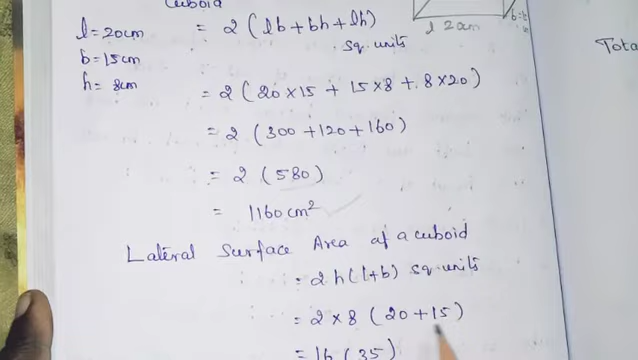 cuboid
l = 20cm = 2 (lb + bh + lh)
sq. units
b = 15cm
h = 8cm = 2 (20 × 15 + 15 × 8 + 8 × 20)
= 2 (300 + 120 + 160)
= 2 (580)
= 1160 cm²
Lateral Surface Area of a cuboid
= 2h (l+b) sq. units
= 2 × 8 (20 + 15)
= 16 (35)
l 20cm
Tota